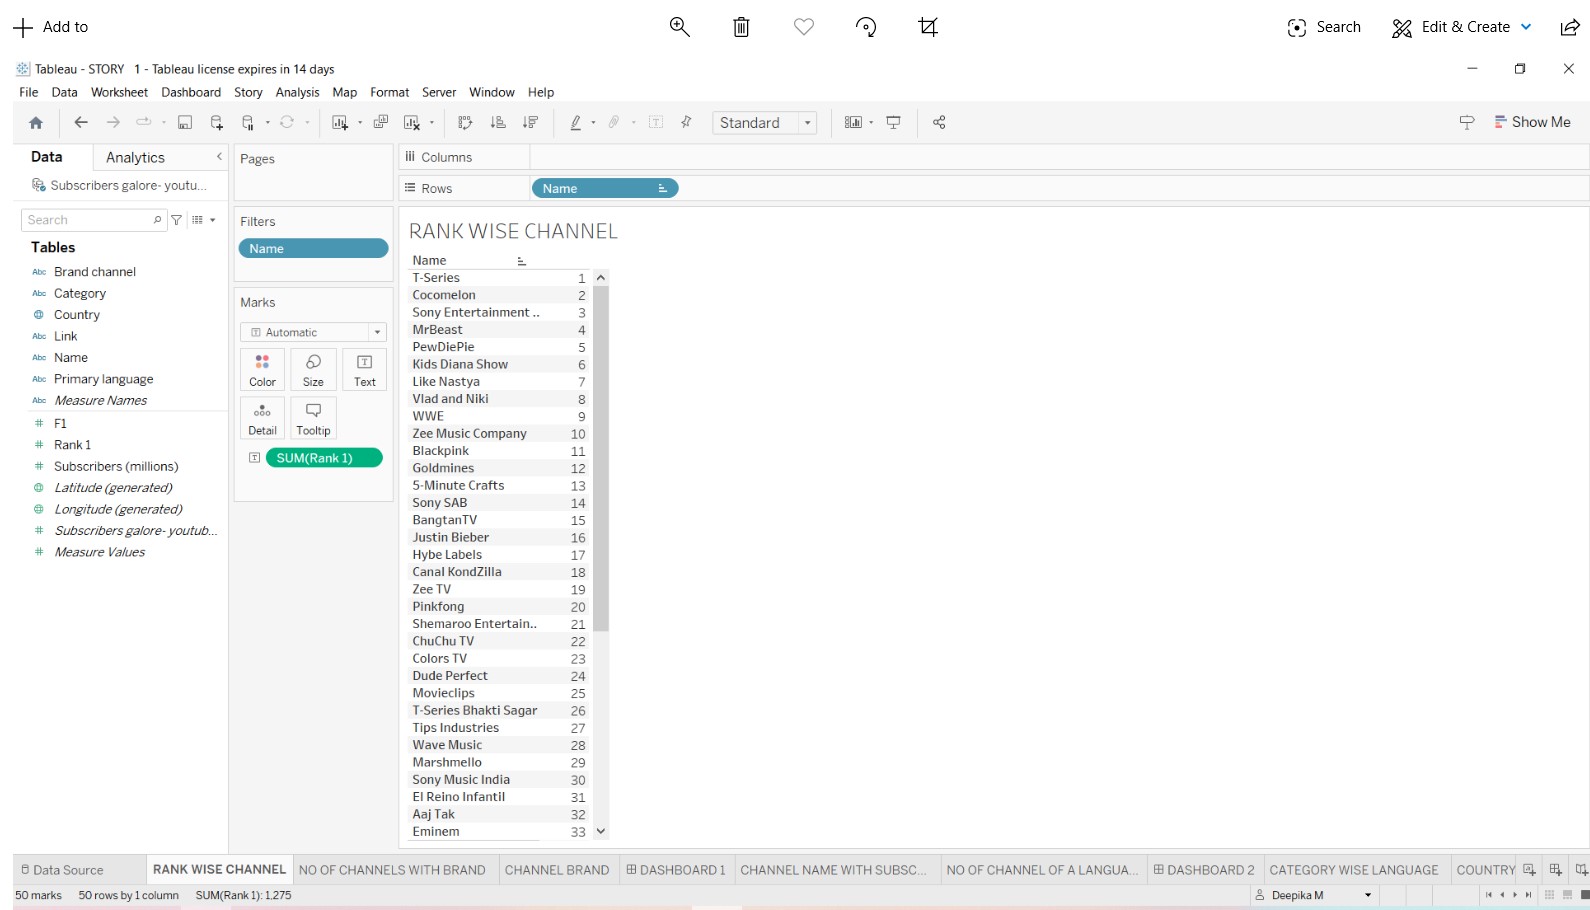 Add to
Search
Edit & Create
Tableau - STORY 1 - Tableau license expires in 14 days
File Data Worksheet Dashboard Story Analysis Map Format Server Window Help
Standard
Show Me
Data
Analytics
Subscribers galore- youtu...
Search
Tables
Abc Brand channel
Abc Category
Country
Abc Link
Abc Name
Abc Primary language
Abc Measure Names
# F1
# Rank 1
# Subscribers (millions)
Latitude (generated)
Longitude (generated)
# Subscribers galore- youtub...
# Measure Values
Pages
Filters
Name
Marks
T Automatic
Color Size T Text
Detail Tooltip
T SUM(Rank 1)
Columns
Rows Name
RANK WISE CHANNEL
Name
T-Series 1
Cocomelon 2
Sony Entertainment .. 3
MrBeast 4
PewDiePie 5
Kids Diana Show 6
Like Nastya 7
Vlad and Niki 8
WWE 9
Zee Music Company 10
Blackpink 11
Goldmines 12
5-Minute Crafts 13
Sony SAB 14
BangtanTV 15
Justin Bieber 16
Hybe Labels 17
Canal KondZilla 18
Zee TV 19
Pinkfong 20
Shemaroo Entertain.. 21
ChuChu TV 22
Colors TV 23
Dude Perfect 24
Movieclips 25
T-Series Bhakti Sagar 26
Tips Industries 27
Wave Music 28
Marshmello 29
Sony Music India 30
El Reino Infantil 31
Aaj Tak 32
Eminem 33
Data Source RANK WISE CHANNEL NO OF CHANNELS WITH BRAND CHANNEL BRAND DASHBOARD 1 CHANNEL NAME WITH SUBSC... NO OF CHANNEL OF A LANGUA... DASHBOARD 2 CATEGORY WISE LANGUAGE COUNTRY
50 marks 50 rows by 1 column SUM(Rank 1): 1,275 Deepika M